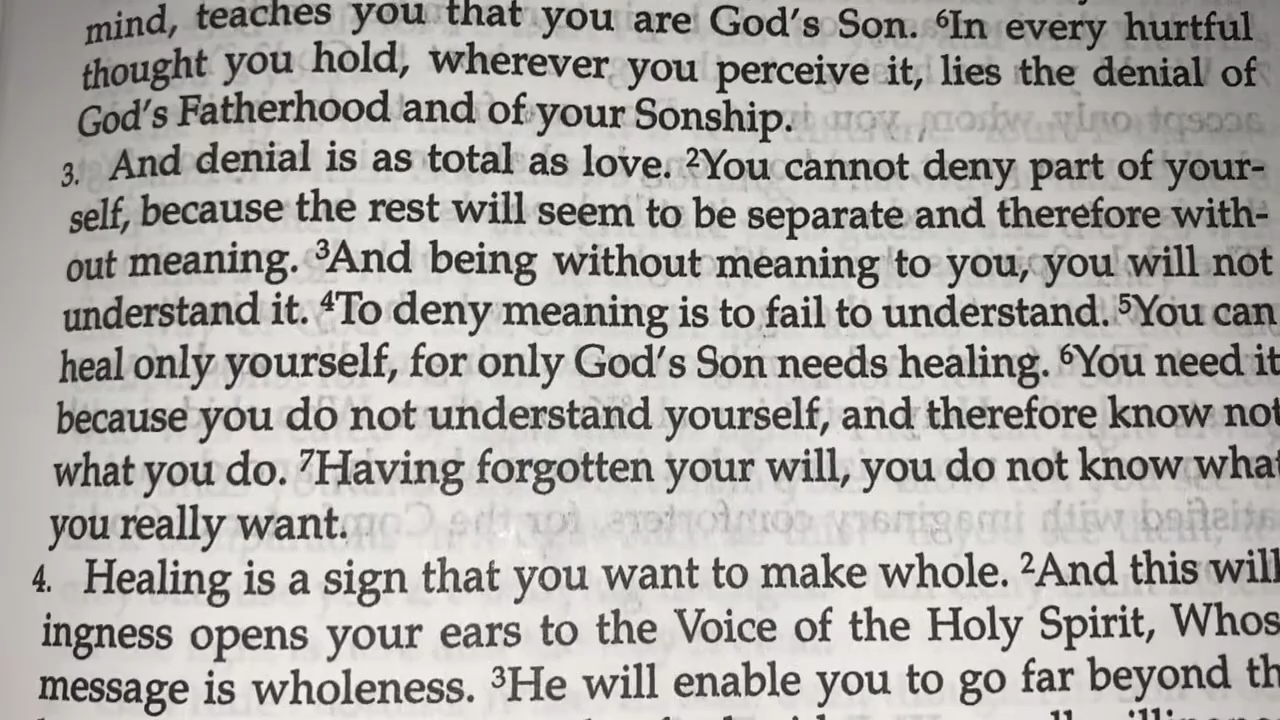 mind, teaches you that you are God's Son. ⁶In every hurtful
thought you hold, wherever you perceive it, lies the denial of
God's Fatherhood and of your Sonship.
3. And denial is as total as love. ²You cannot deny part of your-
self, because the rest will seem to be separate and therefore with-
out meaning. ³And being without meaning to you, you will not
understand it. ⁴To deny meaning is to fail to understand. ⁵You can
heal only yourself, for only God's Son needs healing. ⁶You need it
because you do not understand yourself, and therefore know not
what you do. ⁷Having forgotten your will, you do not know what
you really want.
4. Healing is a sign that you want to make whole. ²And this will
ingness opens your ears to the Voice of the Holy Spirit, Whos
message is wholeness. ³He will enable you to go far beyond th